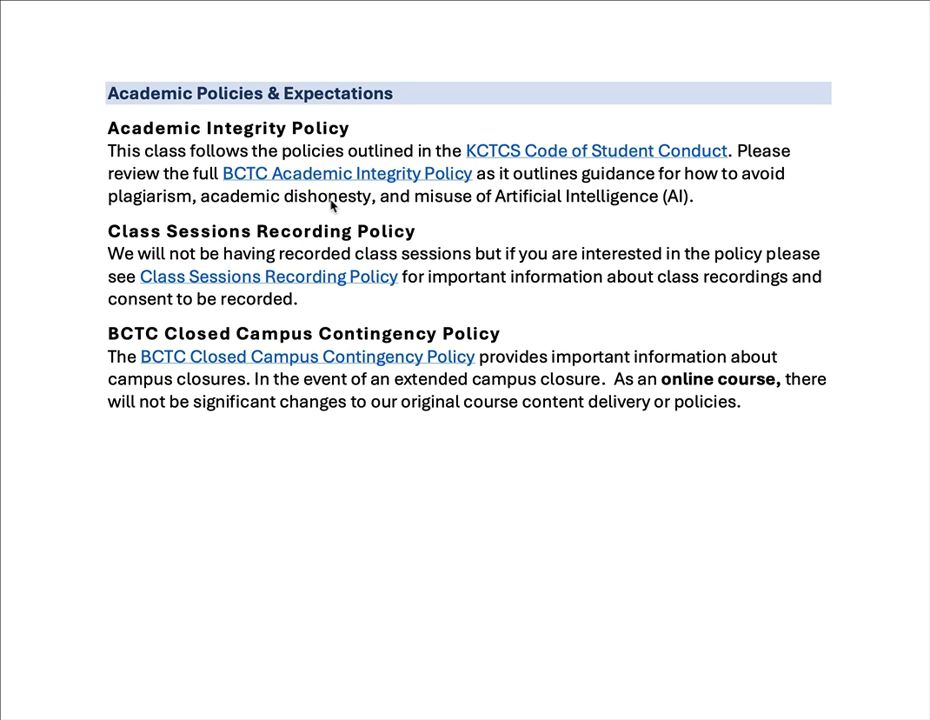 Academic Policies & Expectations
Academic Integrity Policy
This class follows the policies outlined in the KCTCS Code of Student Conduct. Please
review the full BCTC Academic Integrity Policy as it outlines guidance for how to avoid
plagiarism, academic dishonesty, and misuse of Artificial Intelligence (AI).
Class Sessions Recording Policy
We will not be having recorded class sessions but if you are interested in the policy please
see Class Sessions Recording Policy for important information about class recordings and
consent to be recorded.
BCTC Closed Campus Contingency Policy
The BCTC Closed Campus Contingency Policy provides important information about
campus closures. In the event of an extended campus closure.  As an online course, there
will not be significant changes to our original course content delivery or policies.